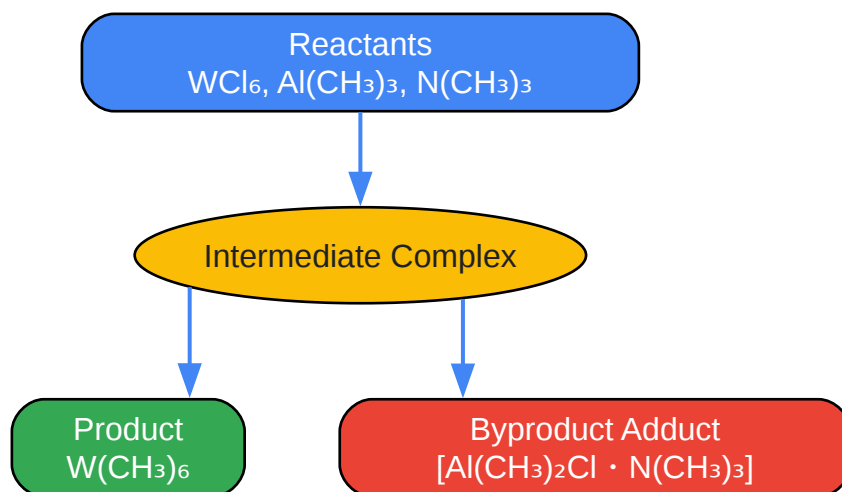 Reactants
WCl₆, Al(CH₃)₃, N(CH₃)₃
Intermediate Complex
Product
W(CH₃)₆
Byproduct Adduct
[Al(CH₃)₂Cl · N(CH₃)₃]